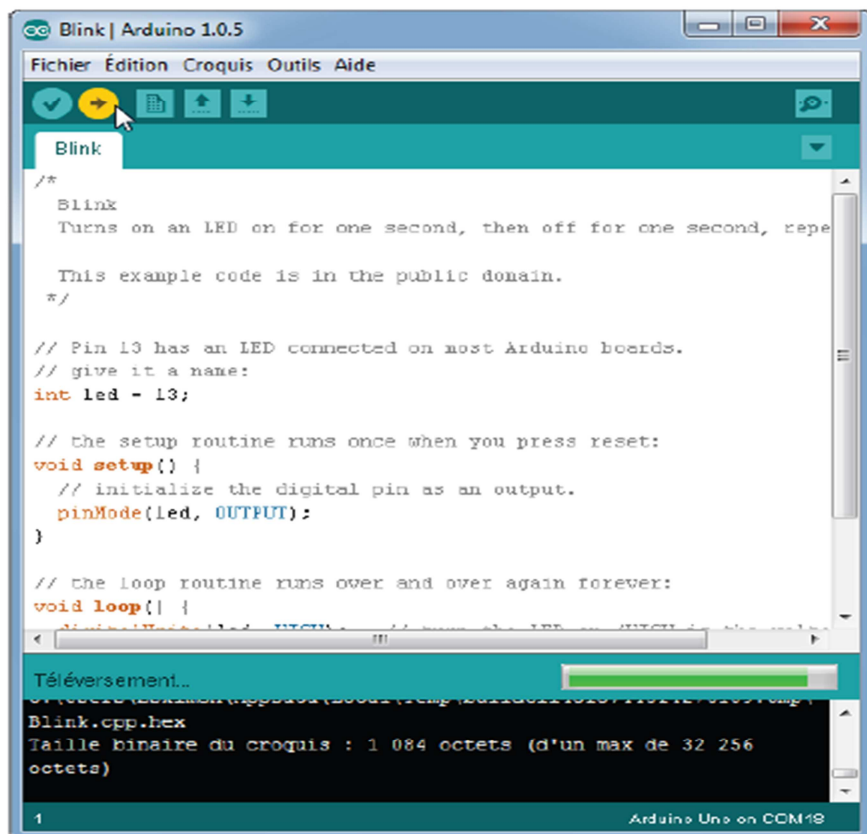 Blink | Arduino 1.0.5
Fichier Édition Croquis Outils Aide
Blink
/*
Blink
Turns on an LED on for one second, then off for one second, repe
This example code is in the public domain.
*/
// Pin 13 has an LED connected on most Arduino boards.
// give it a name:
int led = 13;
// the setup routine runs once when you press reset:
void setup() {
// initialize the digital pin as an output.
pinMode(led, OUTPUT);
}
// the loop routine runs over and over again forever:
void loop() {
Téléversement...
Blink.cpp.hex
Taille binaire du croquis : 1 084 octets (d'un max de 32 256
octets)
1
Arduino Uno on COM18